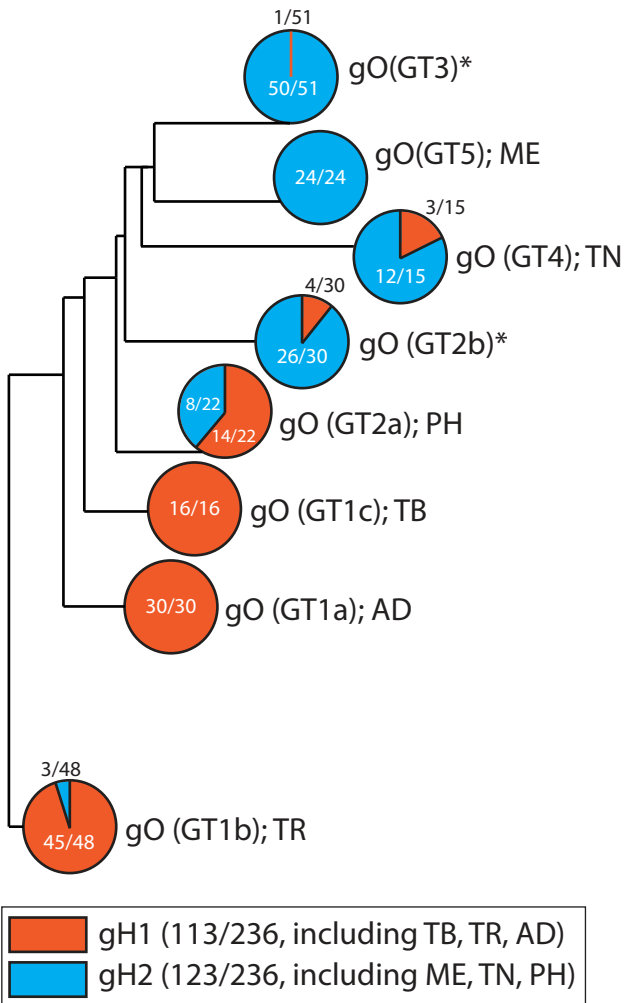 1/51
gO(GT3)*
50/51
gO(GT5); ME
24/24
3/15
gO (GT4); TN
12/15
4/30
gO (GT2b)*
26/30
8/22
14/22
gO (GT2a); PH
16/16
gO (GT1c); TB
30/30
gO (GT1a); AD
3/48
45/48
gO (GT1b); TR
gH1 (113/236, including TB, TR, AD)
gH2 (123/236, including ME, TN, PH)